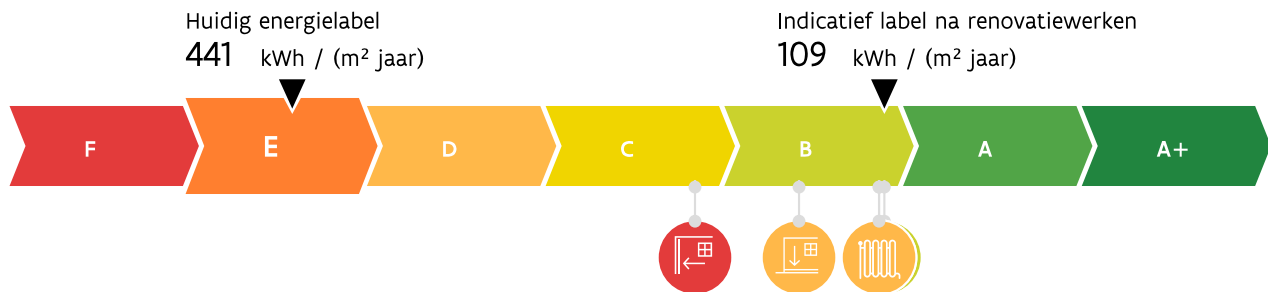 Huidig energielabel
441 kWh / (m² jaar)
Indicatief label na renovatiewerken
109 kWh / (m² jaar)
F E D C B A A+